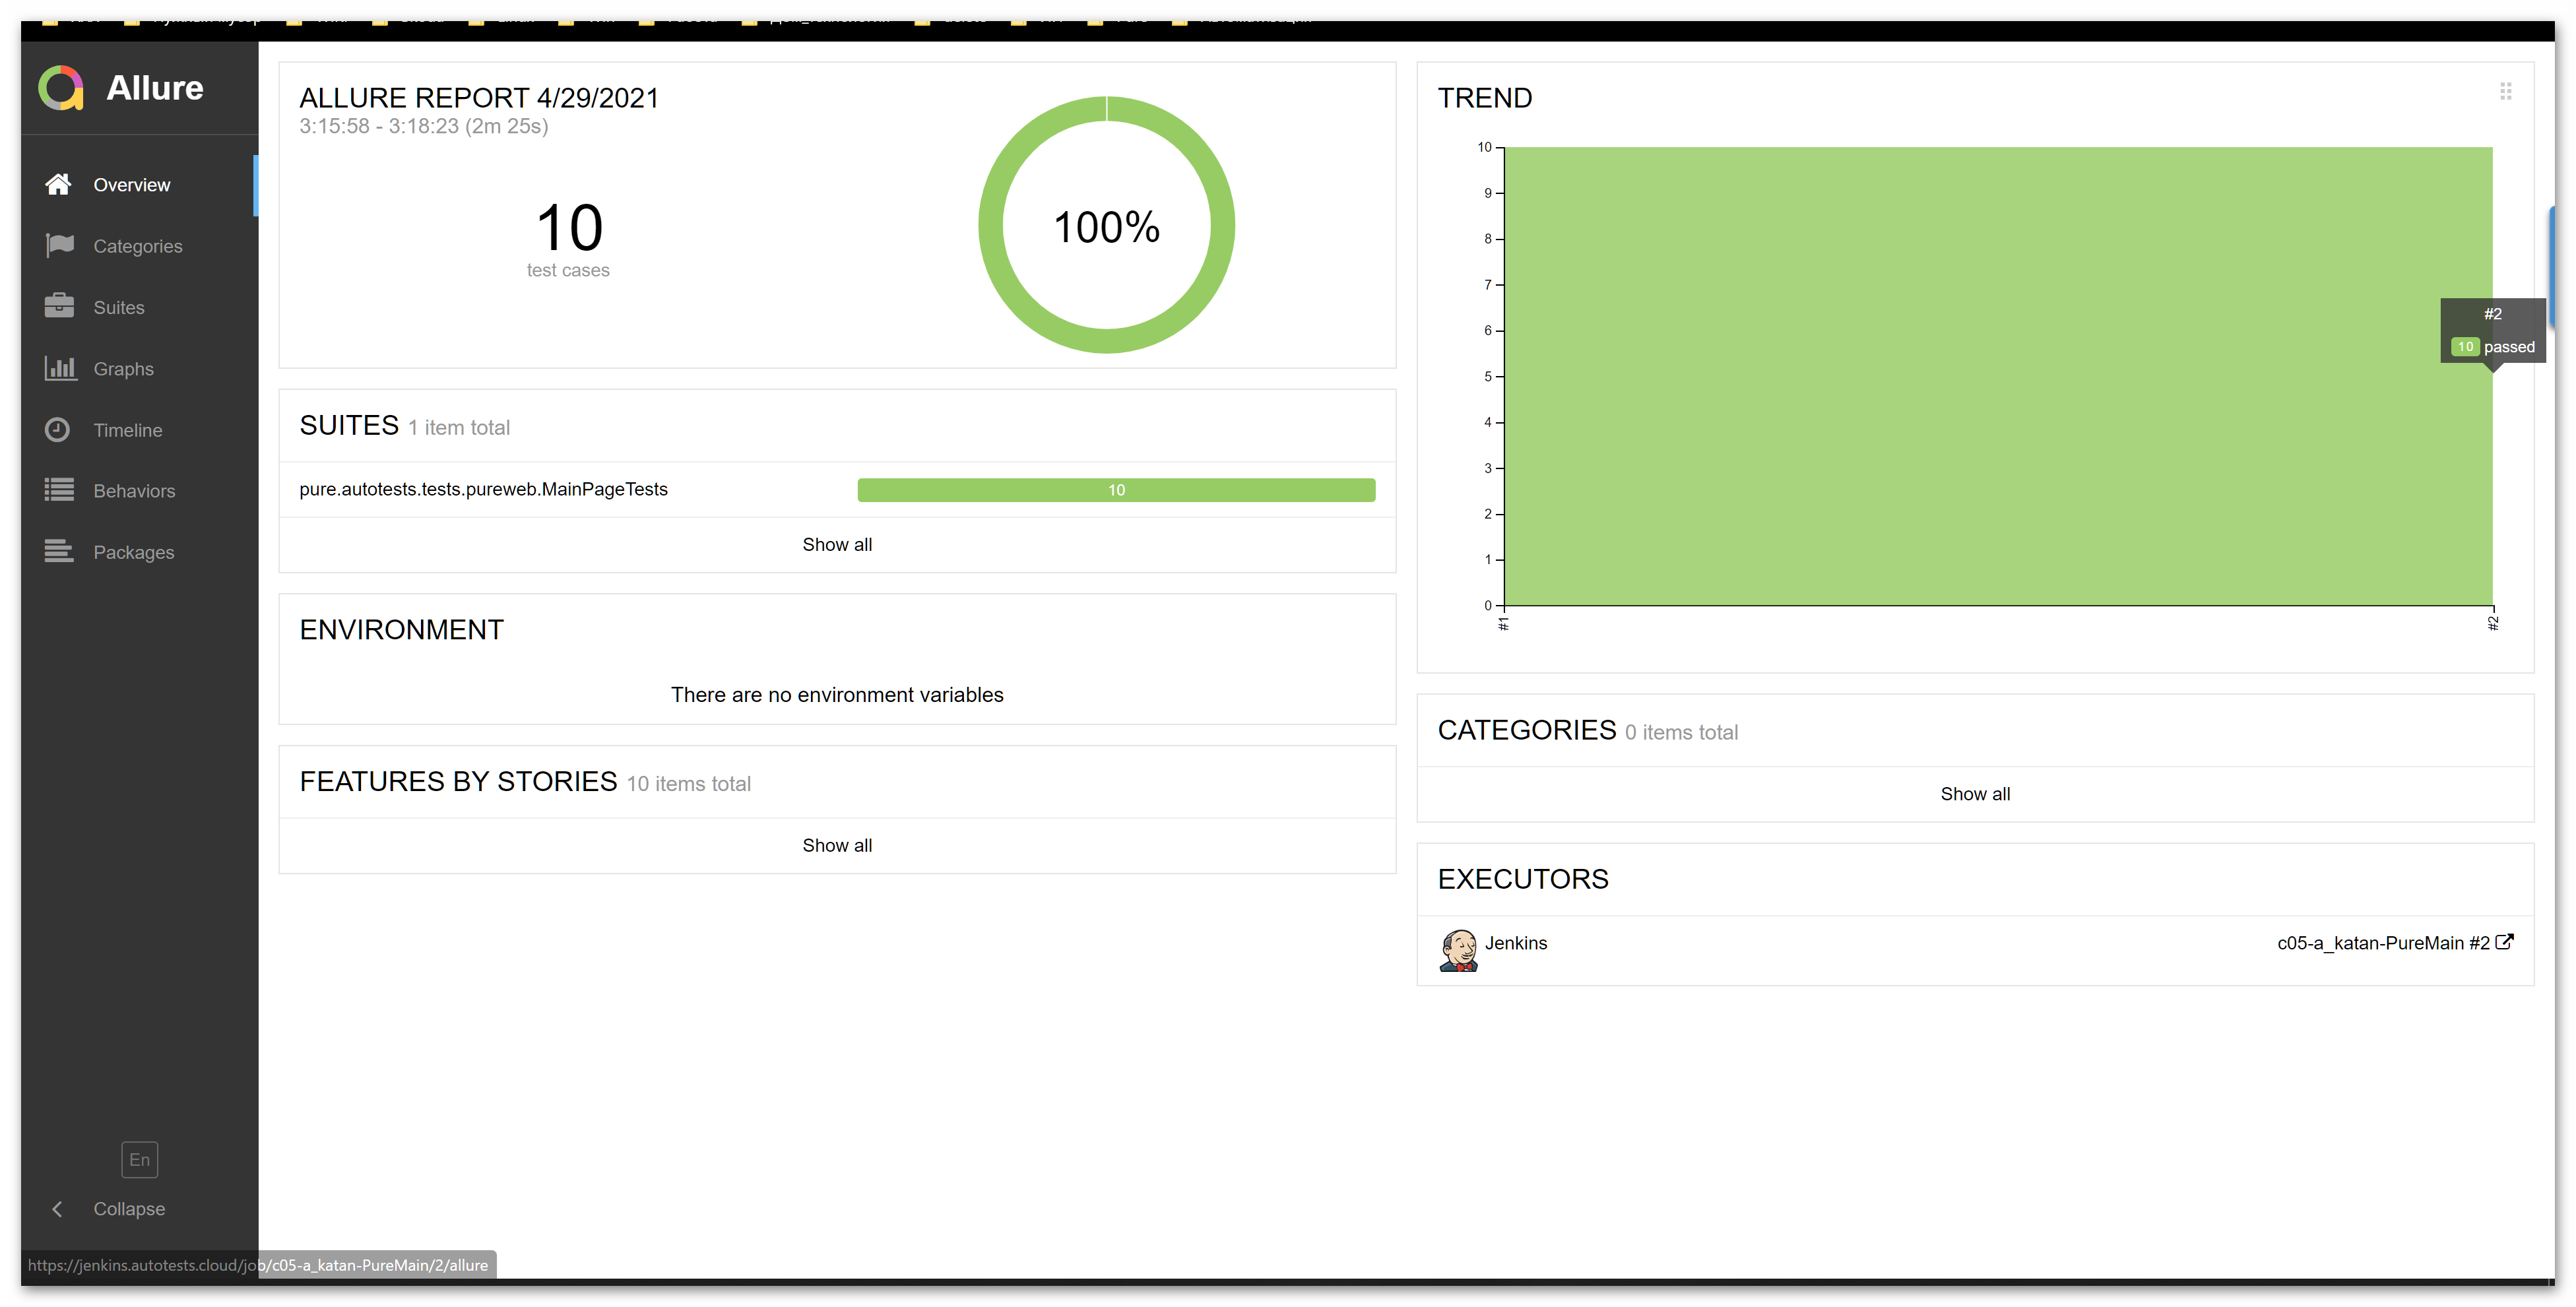 Allure
Overview
Categories
Suites
Graphs
Timeline
Behaviors
Packages
En
Collapse
https://jenkins.autotests.cloud/job/c05-a_katan-PureMain/2/allure
ALLURE REPORT 4/29/2021
3:15:58 - 3:18:23 (2m 25s)
10
test cases
100%
SUITES 1 item total
pure.autotests.tests.pureweb.MainPageTests 10
Show all
ENVIRONMENT
There are no environment variables
FEATURES BY STORIES 10 items total
Show all
TREND
10
9
8
7
6
5
4
3
2
1
0
#1
#2
#2
10 passed
CATEGORIES 0 items total
Show all
EXECUTORS
Jenkins c05-a_katan-PureMain #2